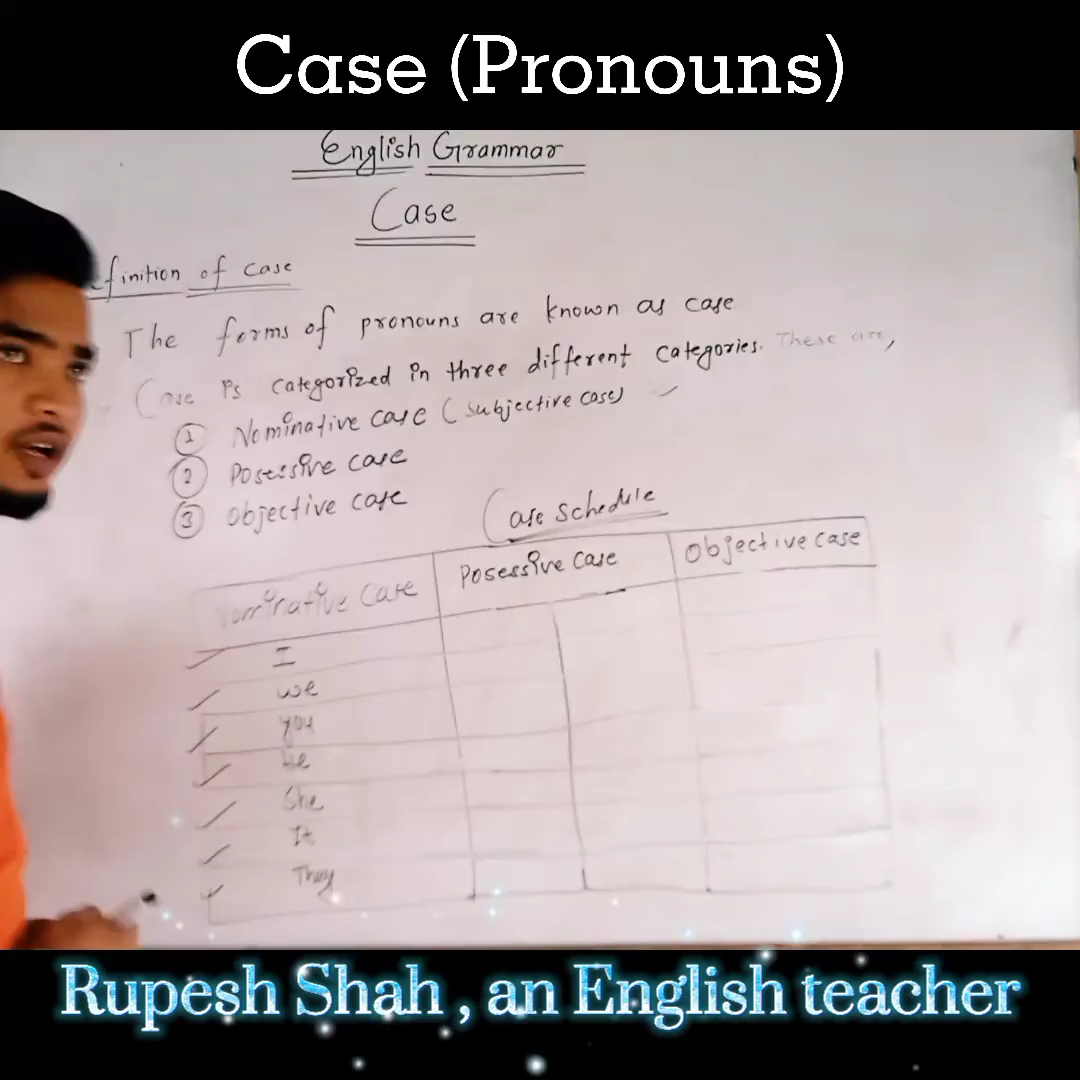 Case (Pronouns)
English Grammar
Case
finition of case
The forms of pronouns are known as case
Case is categorized in three different categories. These are,
1 Nominative case (subjective case)
2 Posessive case
3 objective case
Case Schedule
Nominative Case Posessive Case Objective case
I
we
you
He
She
It
They
Rupesh Shah , an English teacher